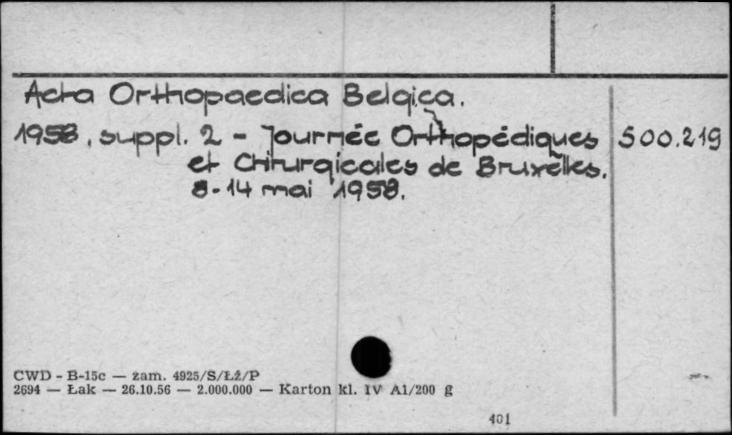 Acta Orthopaedica Belgica.
1958, suppl. 2 - Journée Orthopédiques 500.219
et Chirurgicales de Bruxelles.
8-14 mai 1958.
CWD - B-15c — zam. 4925/S/ŁŻ/P
2694 — Łak — 26.10.56 — 2.000.000 — Karton kl. IV A1/200 g
401